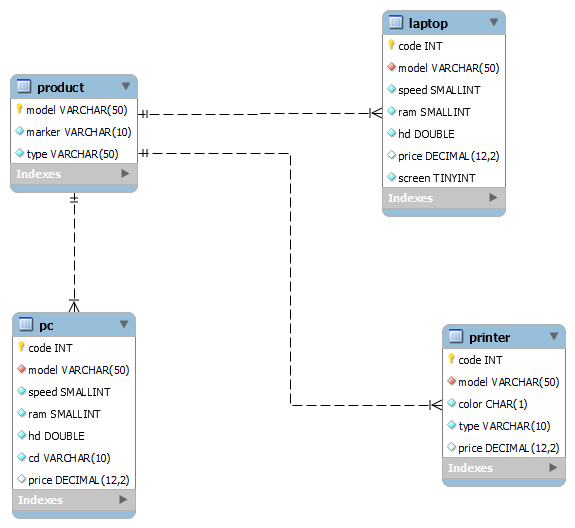 product
model VARCHAR(50)
marker VARCHAR(10)
type VARCHAR(50)
Indexes
laptop
code INT
model VARCHAR(50)
speed SMALLINT
ram SMALLINT
hd DOUBLE
price DECIMAL(12,2)
screen TINYINT
Indexes
pc
code INT
model VARCHAR(50)
speed SMALLINT
ram SMALLINT
hd DOUBLE
cd VARCHAR(10)
price DECIMAL(12,2)
Indexes
printer
code INT
model VARCHAR(50)
color CHAR(1)
type VARCHAR(10)
price DECIMAL(12,2)
Indexes